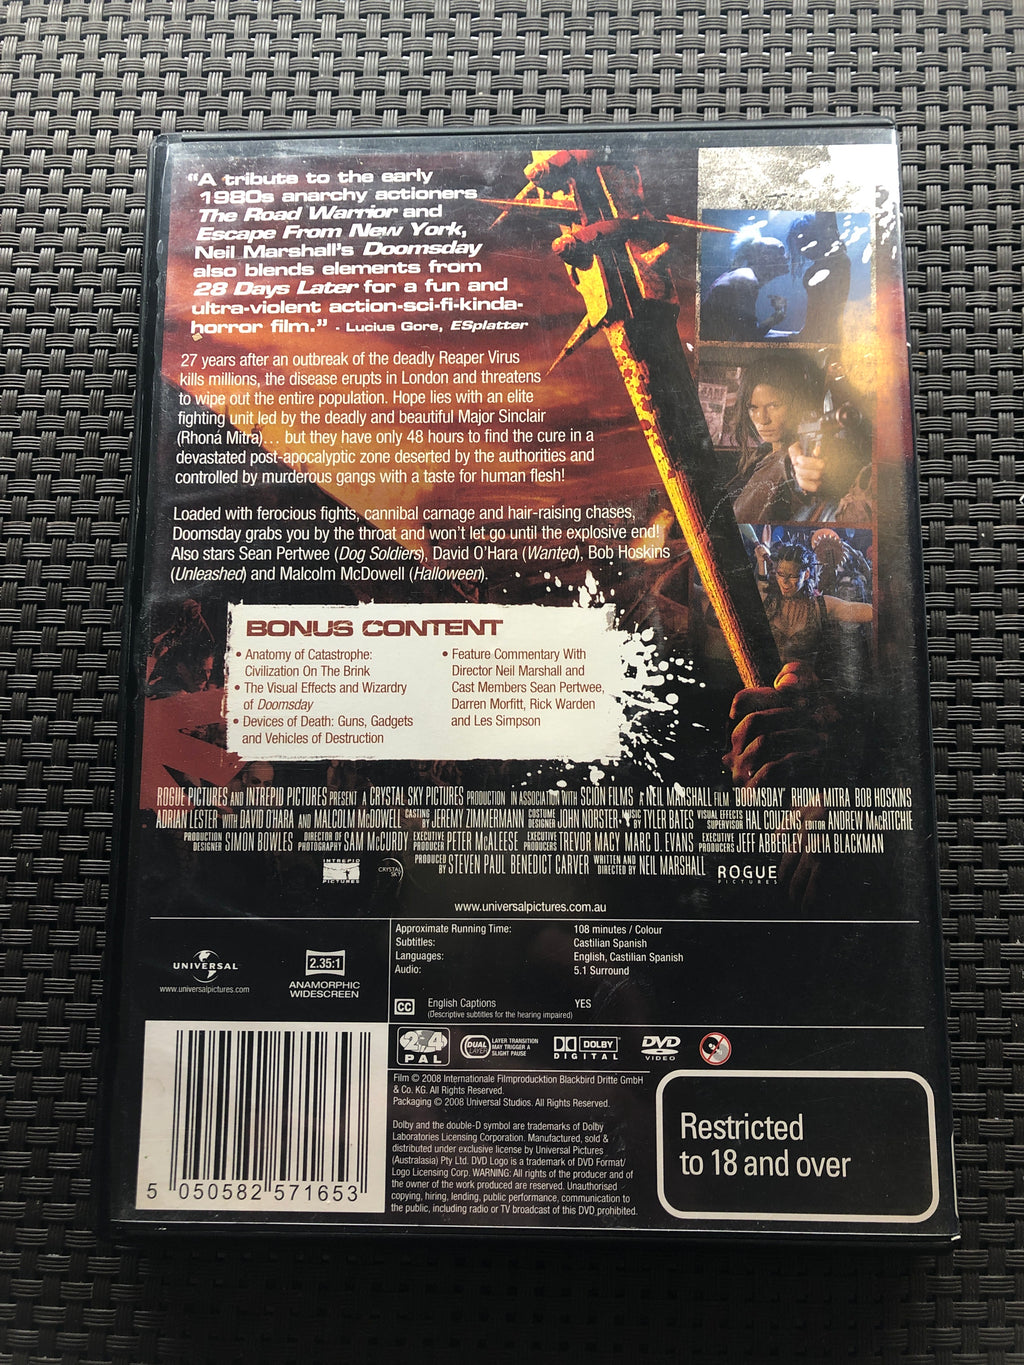 “A tribute to the early
1980s anarchy actioners
The Road Warrior and
Escape From New York,
Neil Marshall's Doomsday
also blends elements from
28 Days Later for a fun and
ultra-violent action-sci-fi-kinda-
horror film.” - Lucius Gore, ESplatter
27 years after an outbreak of the deadly Reaper Virus
kills millions, the disease erupts in London and threatens
to wipe out the entire population. Hope lies with an elite
fighting unit led by the deadly and beautiful Major Sinclair
(Rhona Mitra)… but they have only 48 hours to find the cure in a
devastated post-apocalyptic zone deserted by the authorities and
controlled by murderous gangs with a taste for human flesh!
Loaded with ferocious fights, cannibal carnage and hair-raising chases,
Doomsday grabs you by the throat and won't let go until the explosive end!
Also stars Sean Pertwee (Dog Soldiers), David O'Hara (Wanted), Bob Hoskins
(Unleashed) and Malcolm McDowell (Halloween).
BONUS CONTENT
• Anatomy of Catastrophe:
Civilization On The Brink
• The Visual Effects and Wizardry
of Doomsday
• Devices of Death: Guns, Gadgets
and Vehicles of Destruction
• Feature Commentary With
Director Neil Marshall and
Cast Members Sean Pertwee,
Darren Morfitt, Rick Warden
and Les Simpson
ROGUE PICTURES AND INTREPID PICTURES PRESENT A CRYSTAL SKY PICTURES PRODUCTION IN ASSOCIATION WITH SCION FILMS A NEIL MARSHALL FILM "DOOMSDAY" RHONA MITRA BOB HOSKINS
ADRIAN LESTER WITH DAVID O'HARA AND MALCOLM McDOWELL CASTING BY JEREMY ZIMMERMANN COSTUME DESIGNER JOHN NORSTER MUSIC BY TYLER BATES VISUAL EFFECTS SUPERVISOR HAL COUZENS EDITOR ANDREW MacRITCHIE
PRODUCTION DESIGNER SIMON BOWLES DIRECTOR OF PHOTOGRAPHY SAM McCURDY EXECUTIVE PRODUCER PETER McALEESE EXECUTIVE PRODUCERS TREVOR MACY MARC D. EVANS EXECUTIVE PRODUCERS JEFF ABBERLEY JULIA BLACKMAN
PRODUCED BY STEVEN PAUL BENEDICT CARVER WRITTEN AND DIRECTED BY NEIL MARSHALL
INTREPID
PICTURES
CRYSTAL
SKY
ROGUE
PICTURES
www.universalpictures.com.au
UNIVERSAL
www.universalpictures.com
2.35:1
ANAMORPHIC
WIDESCREEN
Approximate Running Time: 108 minutes / Colour
Subtitles: Castilian Spanish
Languages: English, Castilian Spanish
Audio: 5.1 Surround
CC English Captions YES
(Descriptive subtitles for the hearing impaired)
2,4
PAL
DUAL LAYER
LAYER TRANSITION
MAY TRIGGER A
SLIGHT PAUSE
DOLBY
DIGITAL
DVD
VIDEO
Film © 2008 Internationale Filmproducktion Blackbird Dritte GmbH
& Co. KG. All Rights Reserved.
Packaging © 2008 Universal Studios. All Rights Reserved.
Dolby and the double-D symbol are trademarks of Dolby
Laboratories Licensing Corporation. Manufactured, sold &
distributed under exclusive license by Universal Pictures
(Australasia) Pty Ltd. DVD Logo is a trademark of DVD Format/
Logo Licensing Corp. WARNING: All rights of the producer and of
the owner of the work produced are reserved. Unauthorised
copying, hiring, lending, public performance, communication to
the public, including radio or TV broadcast of this DVD prohibited.
Restricted
to 18 and over
5 050582 571653